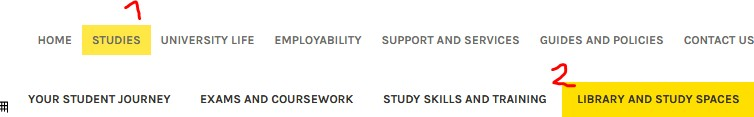 1
HOME STUDIES UNIVERSITY LIFE EMPLOYABILITY SUPPORT AND SERVICES GUIDES AND POLICIES CONTACT US
2
YOUR STUDENT JOURNEY EXAMS AND COURSEWORK STUDY SKILLS AND TRAINING LIBRARY AND STUDY SPACES